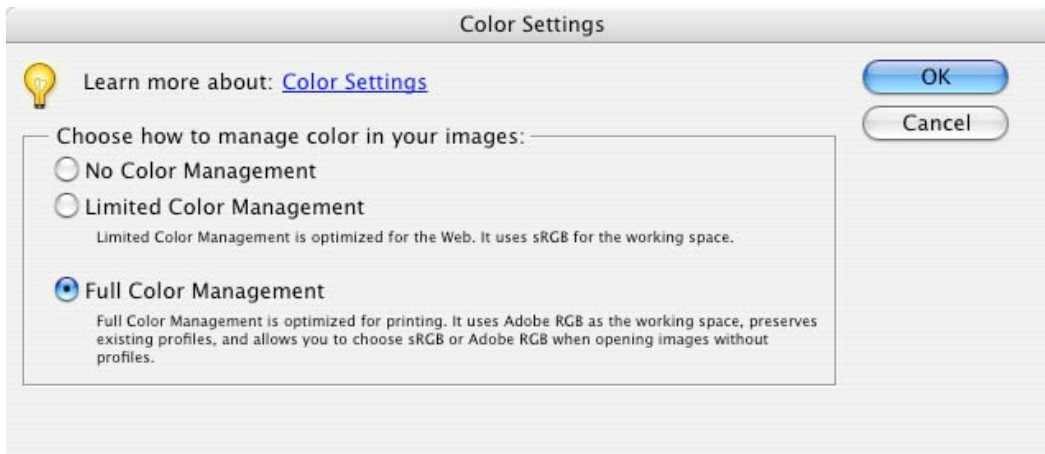 Color Settings
Learn more about: Color Settings
OK
Cancel
Choose how to manage color in your images:
No Color Management
Limited Color Management
Limited Color Management is optimized for the Web. It uses sRGB for the working space.
Full Color Management
Full Color Management is optimized for printing. It uses Adobe RGB as the working space, preserves
existing profiles, and allows you to choose sRGB or Adobe RGB when opening images without
profiles.